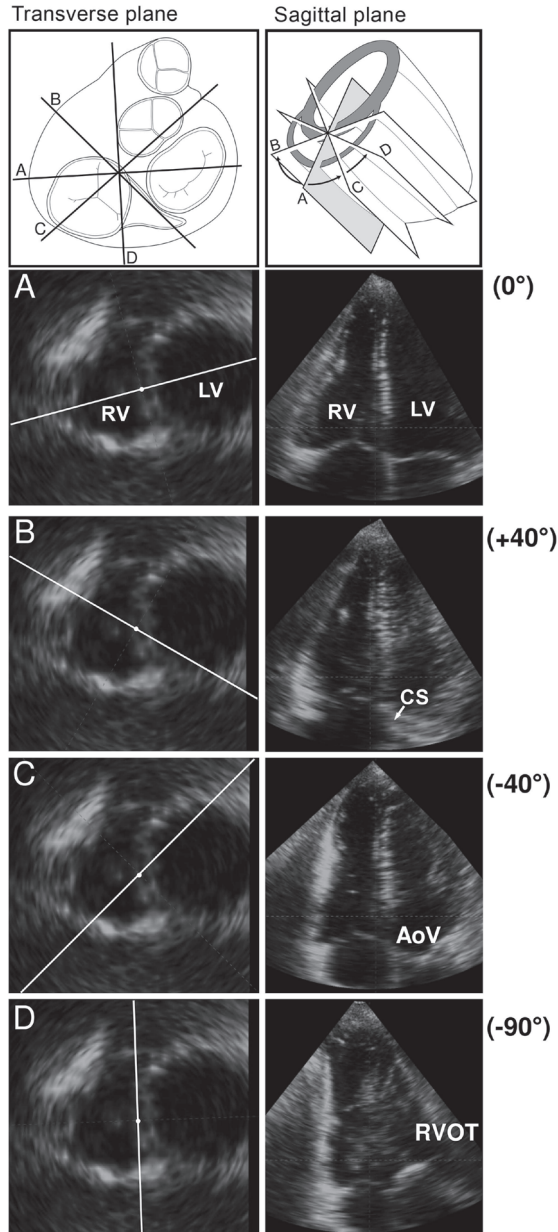 Transverse plane
Sagittal plane
B
A
C
D
B
A
C
D
A
RV
LV
RV
LV
(0°)
B
CS
(+40°)
C
AoV
(-40°)
D
RVOT
(-90°)